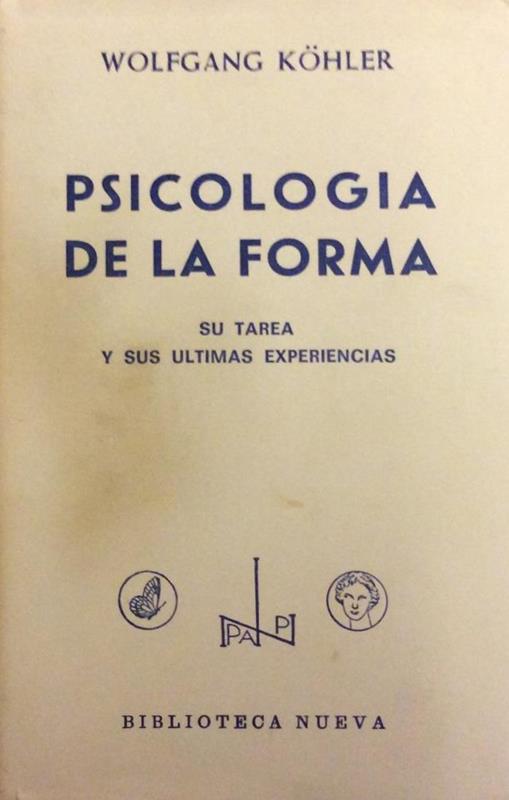 WOLFGANG KÖHLER
PSICOLOGIA
DE LA FORMA
SU TAREA
Y SUS ULTIMAS EXPERIENCIAS
PA P
BIBLIOTECA NUEVA